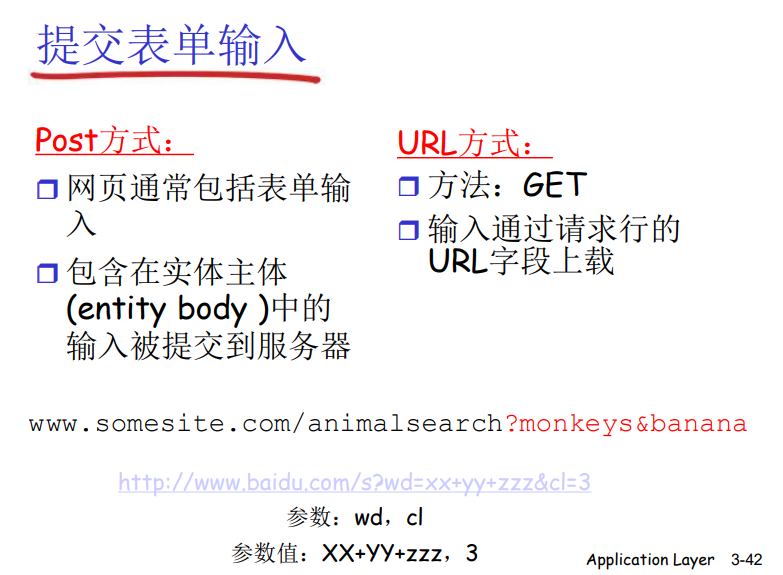 提交表单输入
Post方式：
网页通常包括表单输
入
包含在实体主体
(entity body )中的
输入被提交到服务器
URL方式：
方法：GET
输入通过请求行的
URL字段上载
www.somesite.com/animalsearch?monkeys&banana
http://www.baidu.com/s?wd=xx+yy+zzz&cl=3
参数：wd，cl
参数值：XX+YY+zzz，3
Application Layer 3-42